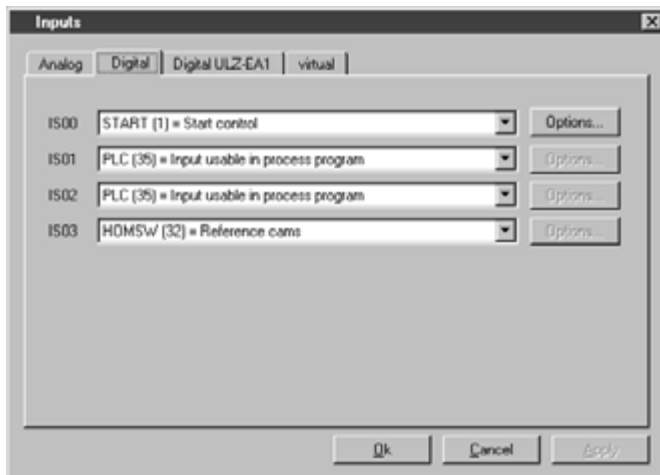 Inputs
Analog Digital Digital ULZ-EA1 virtual
IS00 START (1) = Start control Options...
IS01 PLC (35) = Input usable in process program Options...
IS02 PLC (35) = Input usable in process program Options...
IS03 HOMSW (32) = Reference cams Options...
Ok Cancel Apply